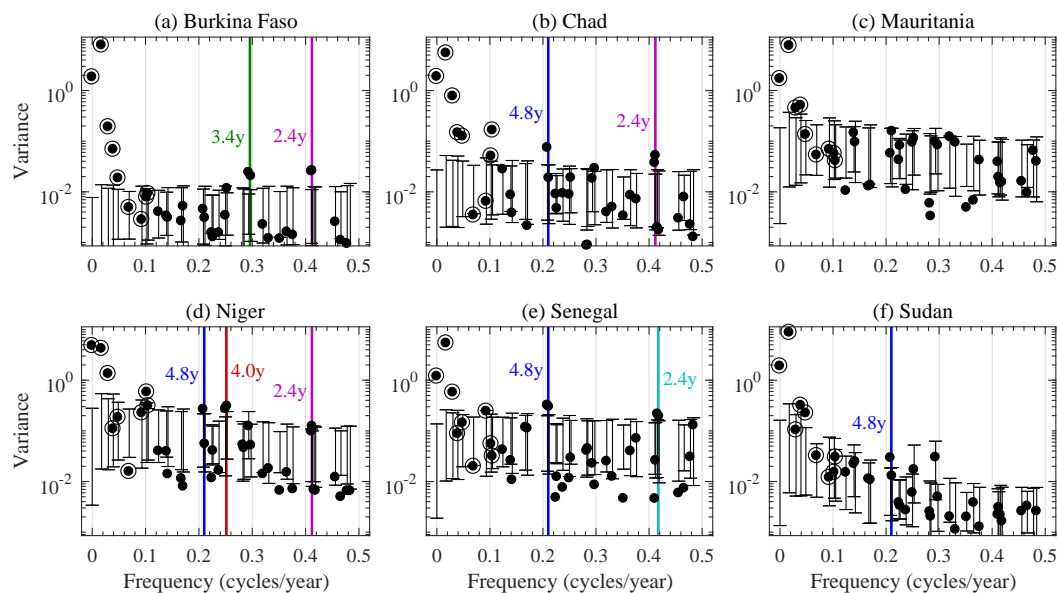 (a) Burkina Faso
(b) Chad
(c) Mauritania
Variance
10^0
10^-2
3.4y
2.4y
0 0.1 0.2 0.3 0.4 0.5
10^0
10^-2
4.8y
2.4y
0 0.1 0.2 0.3 0.4 0.5
10^0
10^-2
0 0.1 0.2 0.3 0.4 0.5
(d) Niger
(e) Senegal
(f) Sudan
Variance
10^0
10^-2
4.8y
4.0y
2.4y
0 0.1 0.2 0.3 0.4 0.5
Frequency (cycles/year)
10^0
10^-2
4.8y
2.4y
0 0.1 0.2 0.3 0.4 0.5
Frequency (cycles/year)
10^0
10^-2
4.8y
0 0.1 0.2 0.3 0.4 0.5
Frequency (cycles/year)